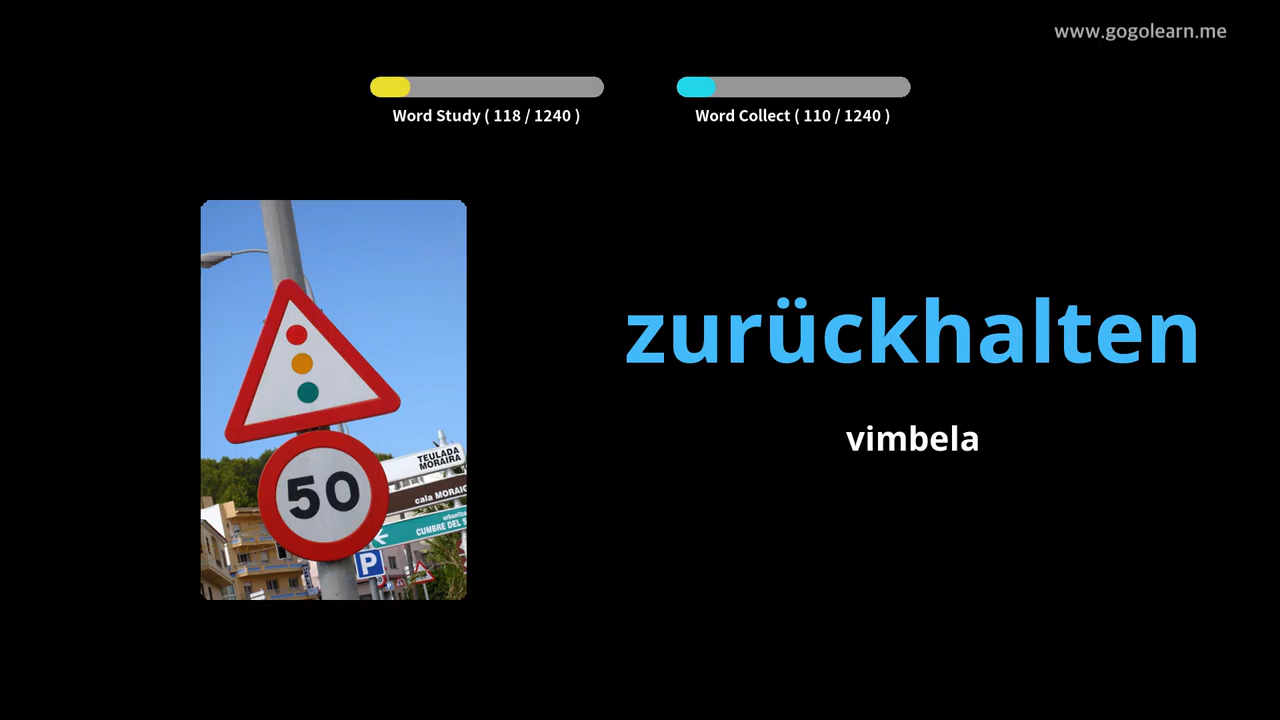 www.gogolearn.me
Word Study ( 118 / 1240 )
Word Collect ( 110 / 1240 )
zurückhalten
vimbela
50
TEULADA
MORAIRA
cala MORAIG
CUMBRE DEL S
P